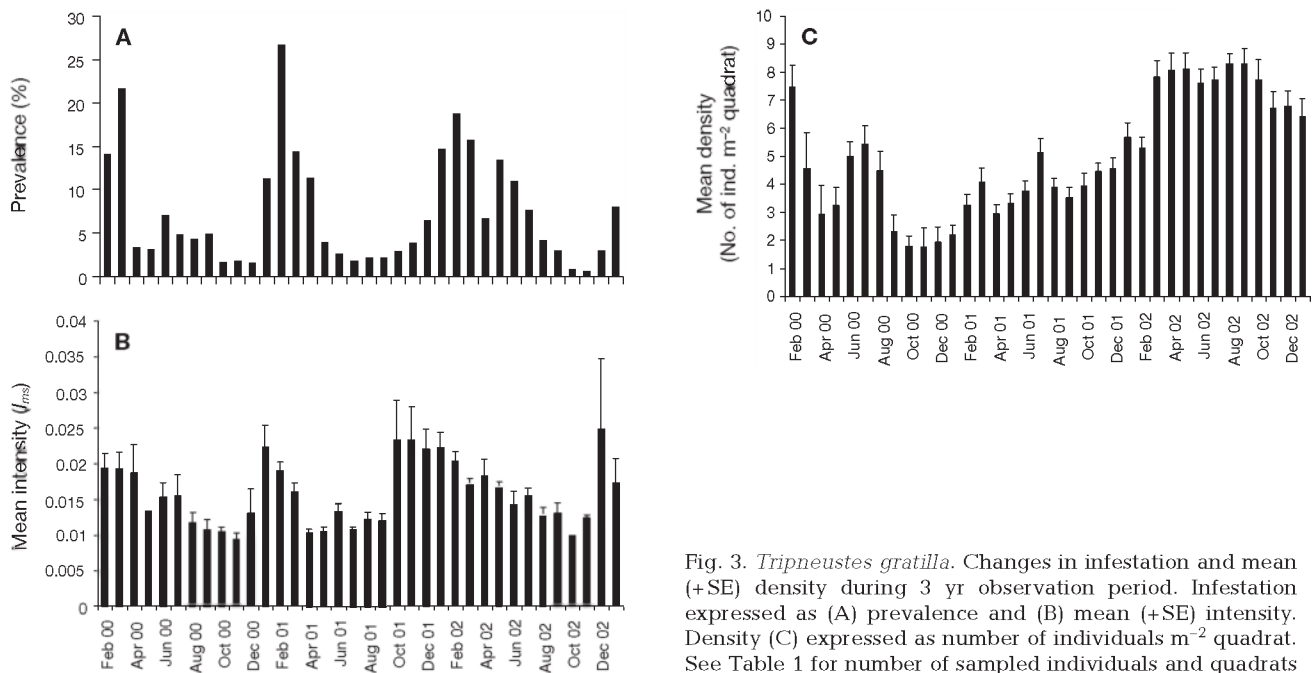 A
Prevalence (%)
30
25
20
15
10
5
0
B
Mean intensity (Ims)
0.04
0.035
0.03
0.025
0.02
0.015
0.01
0.005
0
Feb 00 Apr 00 Jun 00 Aug 00 Oct 00 Dec 00 Feb 01 Apr 01 Jun 01 Aug 01 Oct 01 Dec 01 Feb 02 Apr 02 Jun 02 Aug 02 Oct 02 Dec 02
C
Mean density
(No. of ind. m⁻² quadrat)
10
9
8
7
6
5
4
3
2
1
0
Feb 00 Apr 00 Jun 00 Aug 00 Oct 00 Dec 00 Feb 01 Apr 01 Jun 01 Aug 01 Oct 01 Dec 01 Feb 02 Apr 02 Jun 02 Aug 02 Oct 02 Dec 02
Fig. 3. Tripneustes gratilla. Changes in infestation and mean
(+SE) density during 3 yr observation period. Infestation
expressed as (A) prevalence and (B) mean (+SE) intensity.
Density (C) expressed as number of individuals m⁻² quadrat.
See Table 1 for number of sampled individuals and quadrats